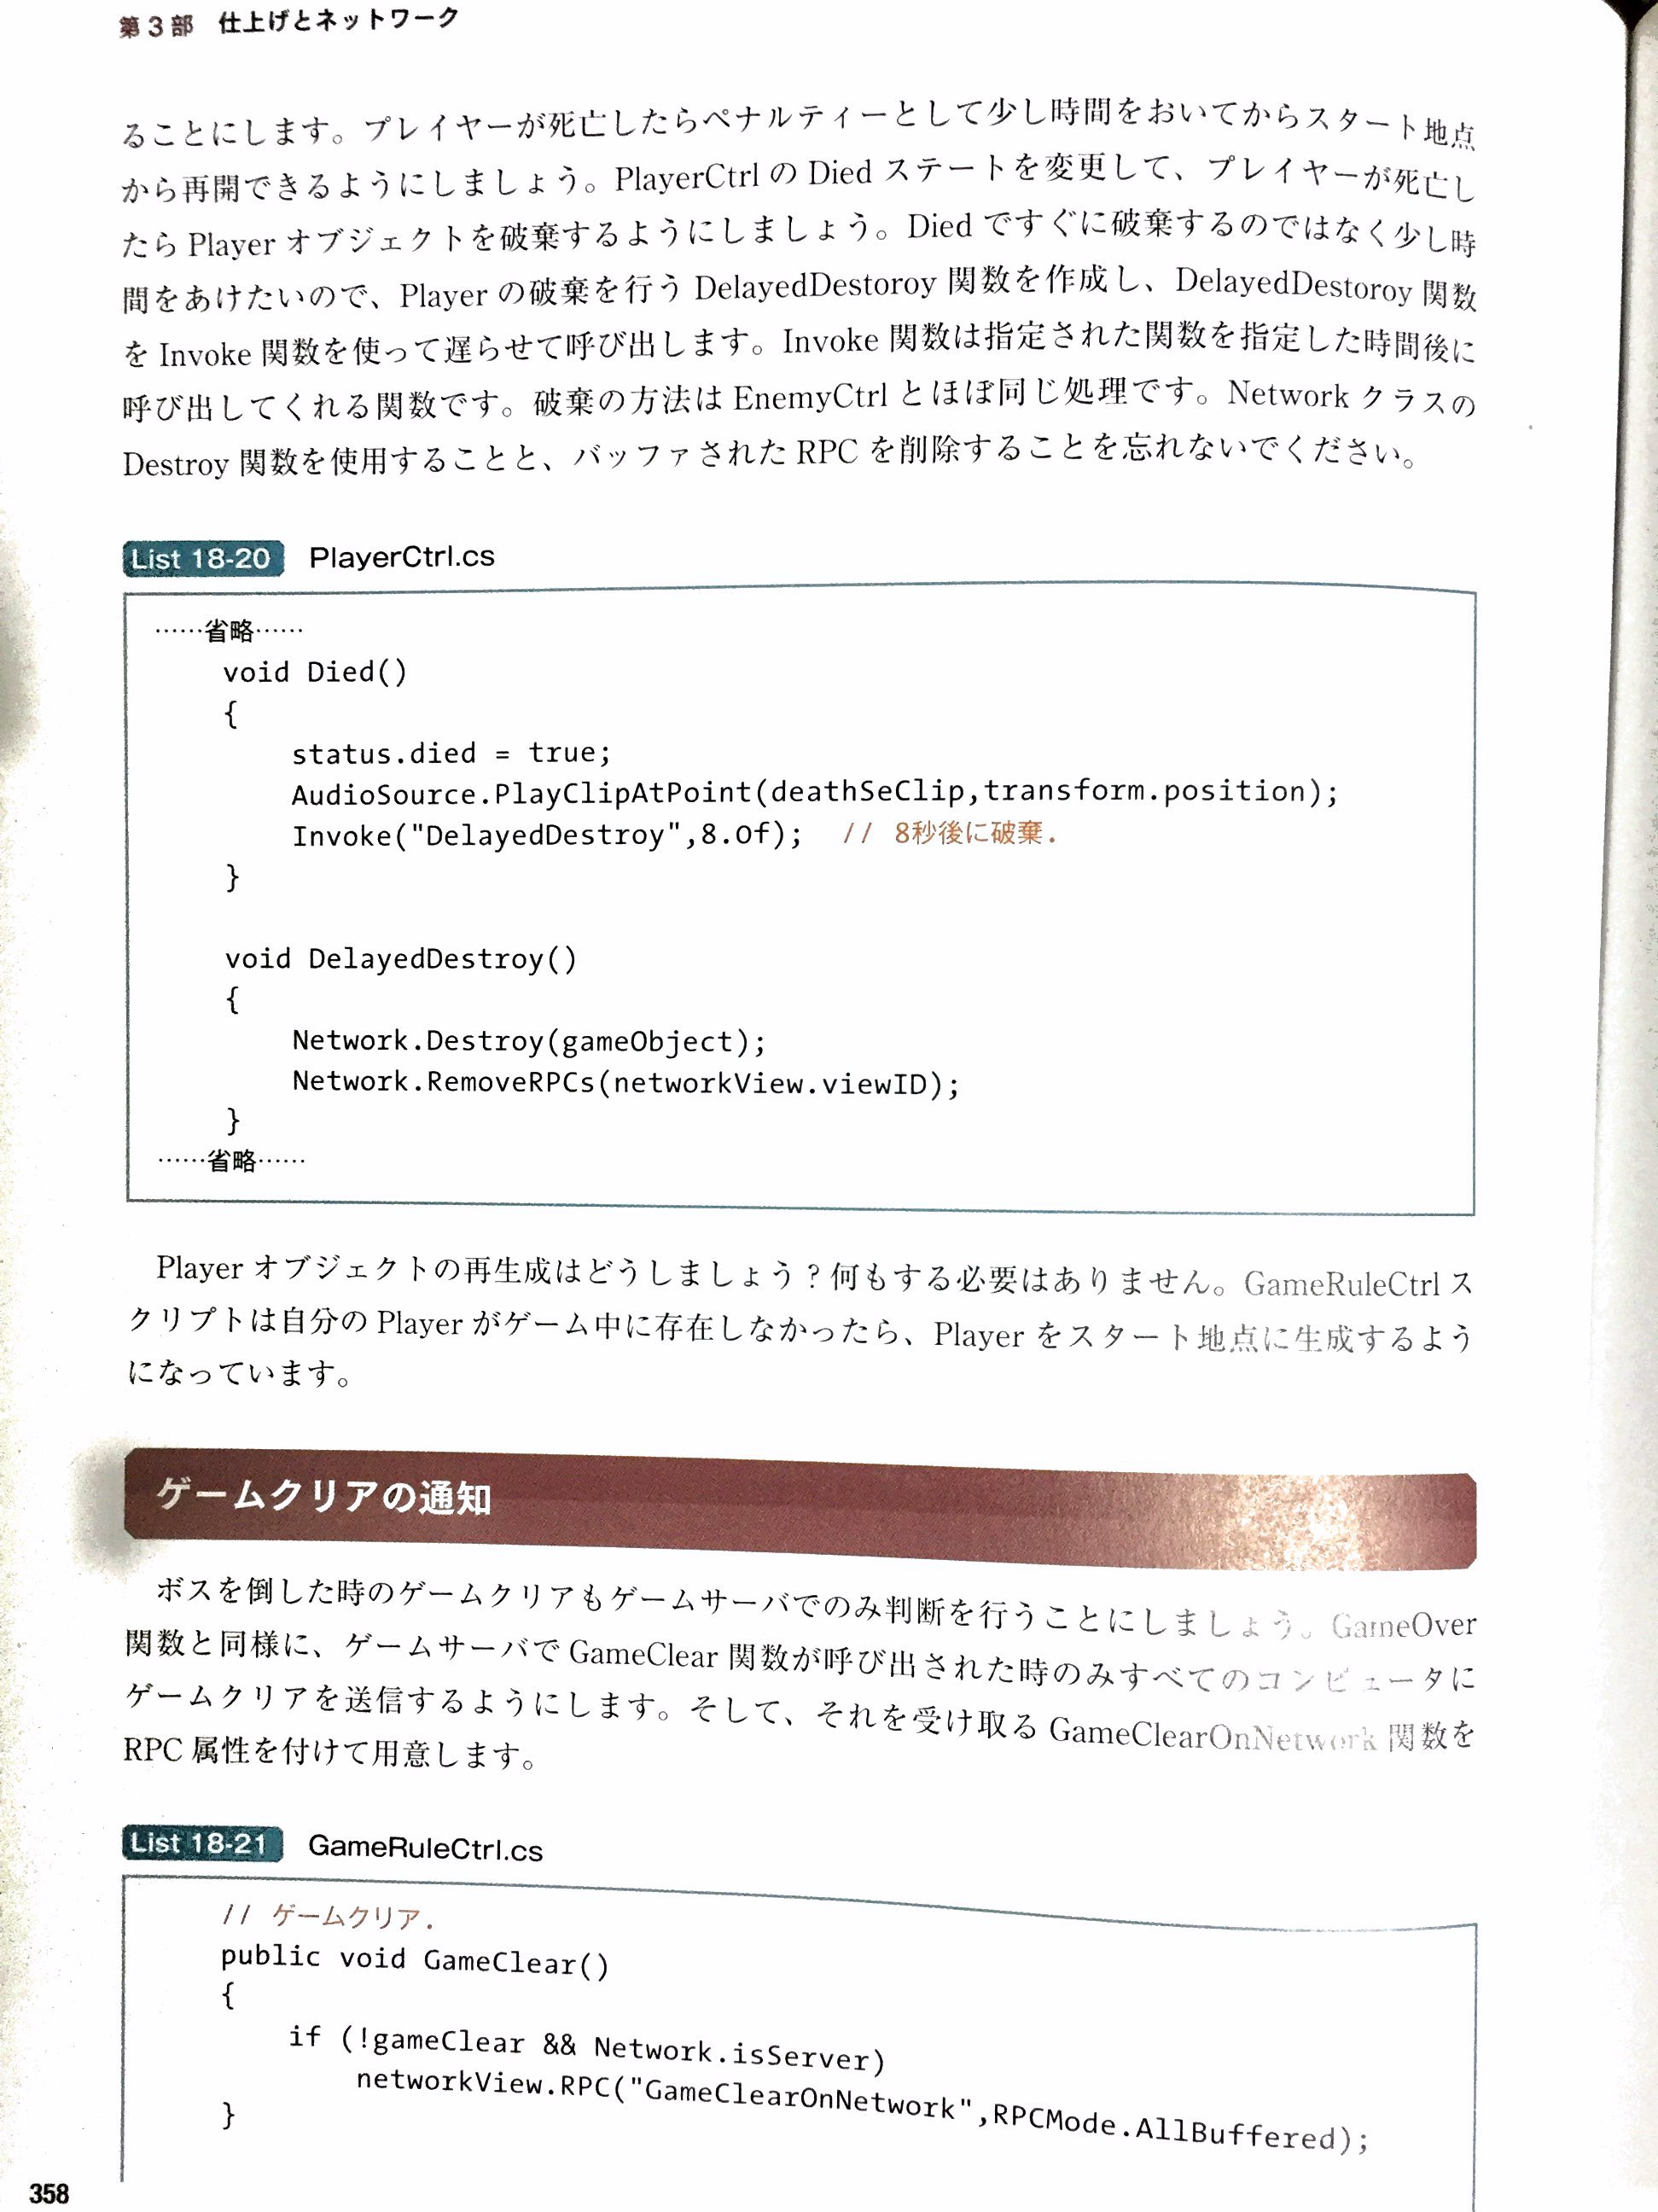 第3部 仕上げとネットワーク
ることにします。プレイヤーが死亡したらペナルティーとして少し時間をおいてからスタート地点
から再開できるようにしましょう。PlayerCtrl の Died ステートを変更して、プレイヤーが死亡し
たら Player オブジェクトを破棄するようにしましょう。Died ですぐに破棄するのではなく少し時
間をあけたいので、Player の破棄を行う DelayedDestoroy 関数を作成し、DelayedDestoroy 関数
を Invoke 関数を使って遅らせて呼び出します。Invoke 関数は指定された関数を指定した時間後に
呼び出してくれる関数です。破棄の方法は EnemyCtrl とほぼ同じ処理です。Network クラスの
Destroy 関数を使用することと、バッファされた RPC を削除することを忘れないでください。
List 18-20 PlayerCtrl.cs
……省略……
void Died()
{
status.died = true;
AudioSource.PlayClipAtPoint(deathSeClip,transform.position);
Invoke("DelayedDestroy",8.0f); // 8秒後に破棄.
}
void DelayedDestroy()
{
Network.Destroy(gameObject);
Network.RemoveRPCs(networkView.viewID);
}
……省略……
Player オブジェクトの再生成はどうしましょう？何もする必要はありません。GameRuleCtrl ス
クリプトは自分の Player がゲーム中に存在しなかったら、Player をスタート地点に生成するよう
になっています。
ゲームクリアの通知
ボスを倒した時のゲームクリアもゲームサーバでのみ判断を行うことにしましょう。GameOver
関数と同様に、ゲームサーバで GameClear 関数が呼び出された時のみすべてのコンピュータに
ゲームクリアを送信するようにします。そして、それを受け取る GameClearOnNetwork 関数を
RPC 属性を付けて用意します。
List 18-21 GameRuleCtrl.cs
// ゲームクリア.
public void GameClear()
{
if (!gameClear && Network.isServer)
networkView.RPC("GameClearOnNetwork",RPCMode.AllBuffered);
}
358